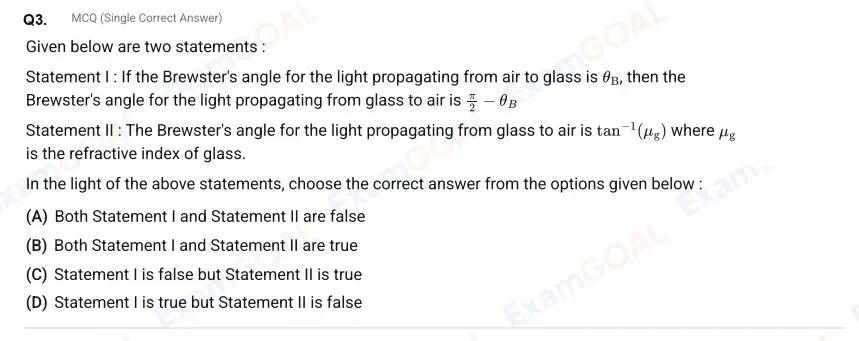 Q3. MCQ (Single Correct Answer)
Given below are two statements :
Statement I : If the Brewster's angle for the light propagating from air to glass is θ_B, then the
Brewster's angle for the light propagating from glass to air is π/2 − θ_B
Statement II : The Brewster's angle for the light propagating from glass to air is tan⁻¹(μ_g) where μ_g
is the refractive index of glass.
In the light of the above statements, choose the correct answer from the options given below :
(A) Both Statement I and Statement II are false
(B) Both Statement I and Statement II are true
(C) Statement I is false but Statement II is true
(D) Statement I is true but Statement II is false
ExamGOAL